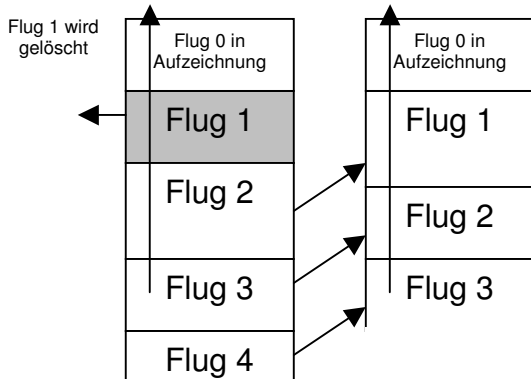 Flug 1 wird
gelöscht
Flug 0 in
Aufzeichnung
Flug 1
Flug 2
Flug 3
Flug 4
Flug 0 in
Aufzeichnung
Flug 1
Flug 2
Flug 3